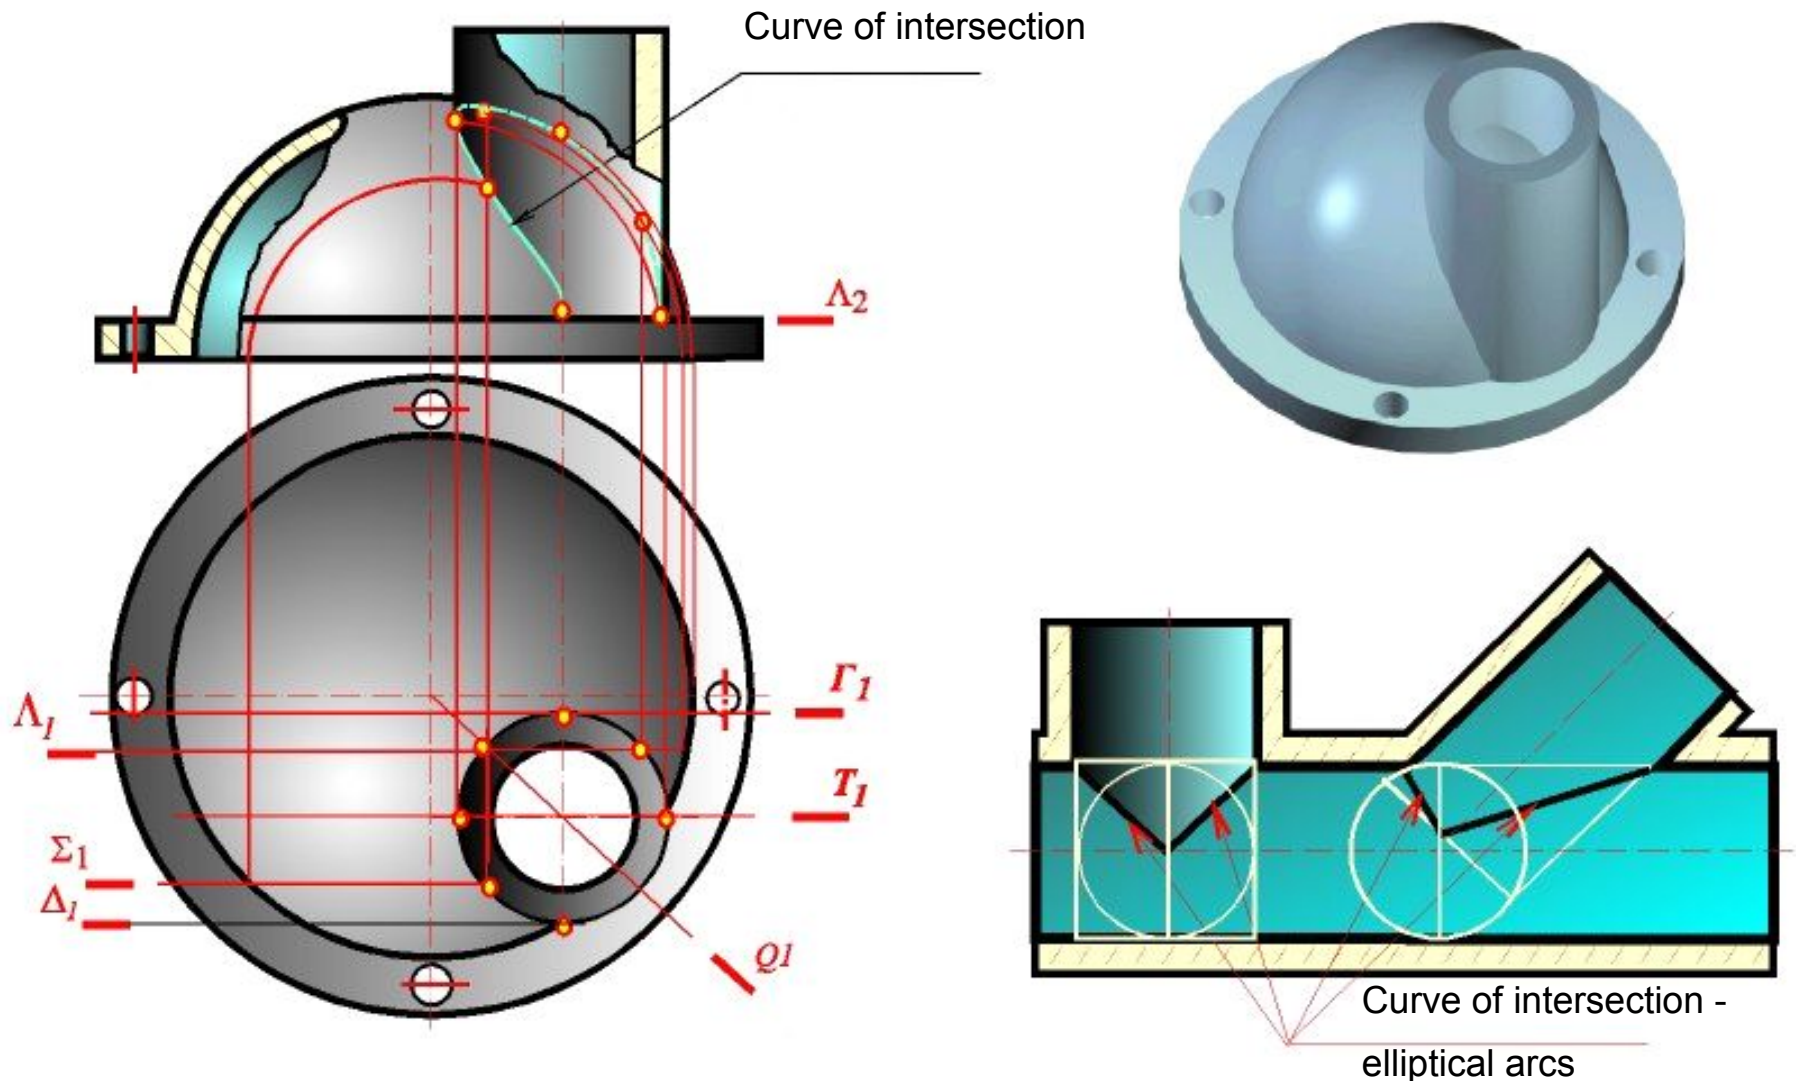 Curve of intersection
Λ2
Γ1
Λ1
T1
Σ1
Δ1
Q1
Curve of intersection -
elliptical arcs